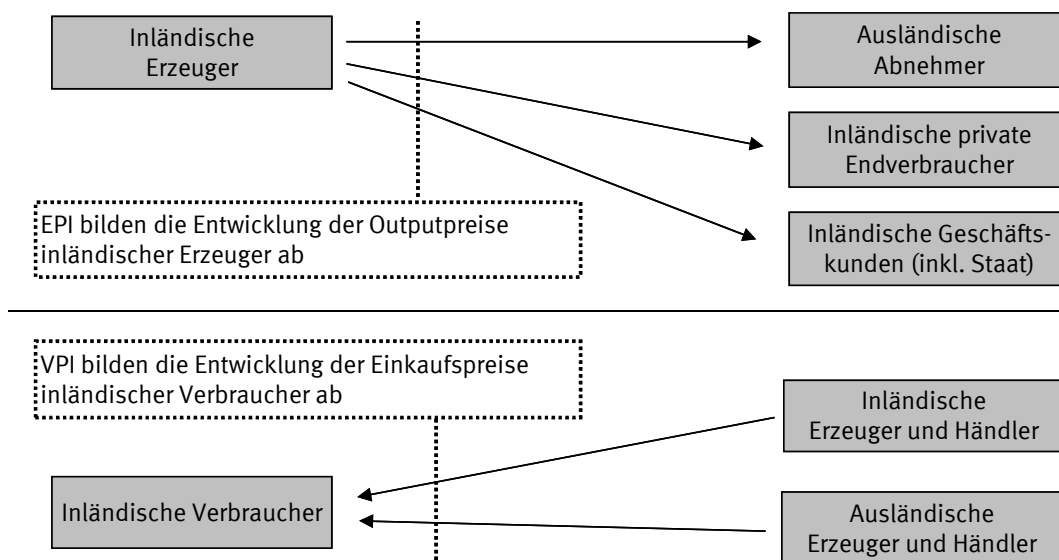 Inländische
Erzeuger
Ausländische
Abnehmer
Inländische private
Endverbraucher
EPI bilden die Entwicklung der Outputpreise
inländischer Erzeuger ab
Inländische Geschäfts-
kunden (inkl. Staat)
VPI bilden die Entwicklung der Einkaufspreise
inländischer Verbraucher ab
Inländische
Erzeuger und Händler
Inländische Verbraucher
Ausländische
Erzeuger und Händler